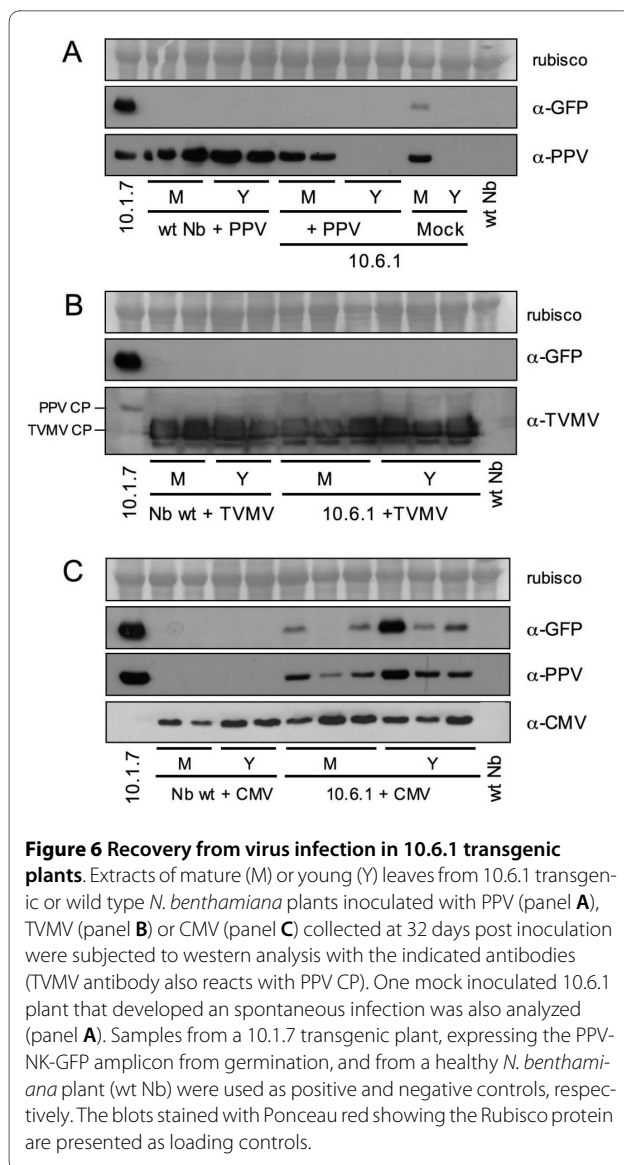 A
rubisco
α-GFP
α-PPV
10.1.7
M Y M Y M Y
wt Nb + PPV + PPV Mock
10.6.1
wt Nb
B
rubisco
α-GFP
PPV CP
TVMV CP
α-TVMV
10.1.7
M Y M Y
Nb wt + TVMV 10.6.1 +TVMV
wt Nb
C
rubisco
α-GFP
α-PPV
α-CMV
10.1.7
M Y M Y
Nb wt + CMV 10.6.1 + CMV
wt Nb
Figure 6 Recovery from virus infection in 10.6.1 transgenic
plants. Extracts of mature (M) or young (Y) leaves from 10.6.1 transgen-
ic or wild type N. benthamiana plants inoculated with PPV (panel A),
TVMV (panel B) or CMV (panel C) collected at 32 days post inoculation
were subjected to western analysis with the indicated antibodies
(TVMV antibody also reacts with PPV CP). One mock inoculated 10.6.1
plant that developed an spontaneous infection was also analyzed
(panel A). Samples from a 10.1.7 transgenic plant, expressing the PPV-
NK-GFP amplicon from germination, and from a healthy N. benthami-
ana plant (wt Nb) were used as positive and negative controls, respec-
tively. The blots stained with Ponceau red showing the Rubisco protein
are presented as loading controls.